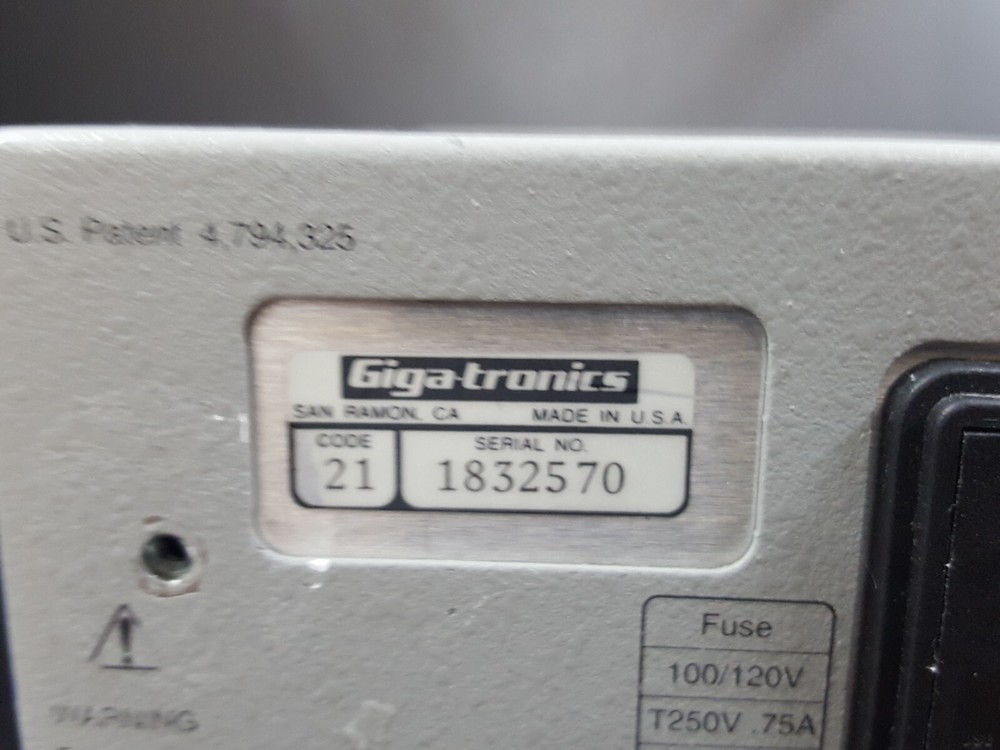 U.S. Patent 4,794,325
Giga-tronics
SAN RAMON, CA MADE IN U.S.A.
CODE SERIAL NO.
21 1832570
Fuse
WARNING
100/120V
T250V .75A